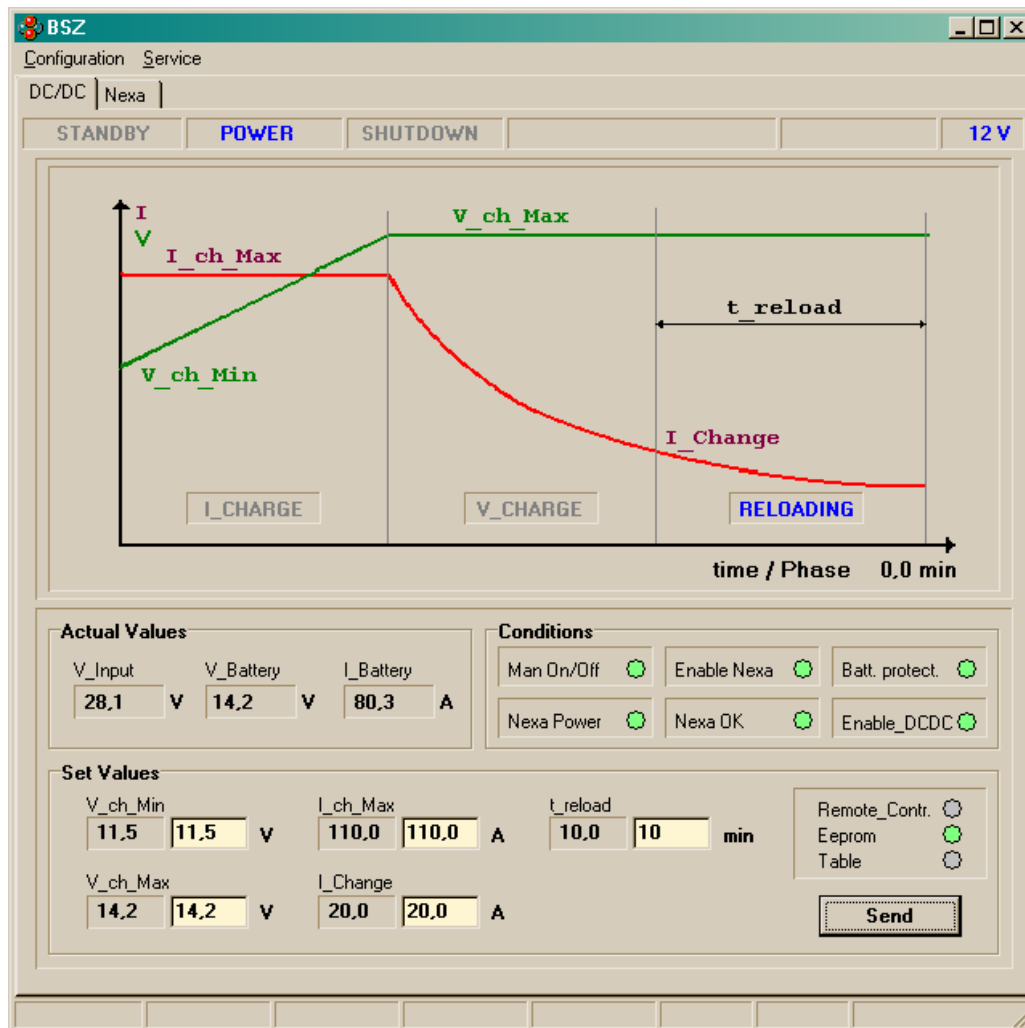 BSZ
Configuration Service
DC/DC Nexa
STANDBY POWER SHUTDOWN 12 V
I
V
V_ch_Max
I_ch_Max
t_reload
V_ch_Min
I_Change
I_CHARGE V_CHARGE RELOADING
time / Phase 0,0 min
Actual Values
V_Input V_Battery I_Battery
28,1 V 14,2 V 80,3 A
Conditions
Man On/Off Enable Nexa Batt. protect.
Nexa Power Nexa OK Enable_DCDC
Set Values
V_ch_Min I_ch_Max t_reload
11,5 11,5 V 110,0 110,0 A 10,0 10 min
V_ch_Max I_Change
14,2 14,2 V 20,0 20,0 A
Remote_Contr.
Eeprom
Table
Send